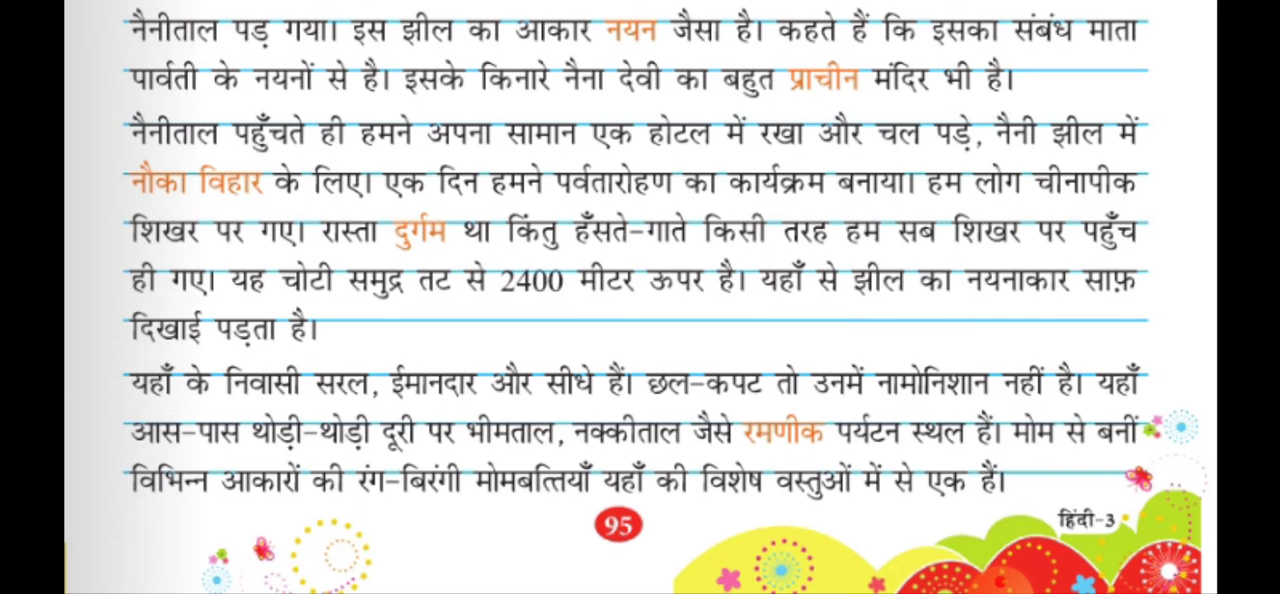 नैनीताल पड़ गया। इस झील का आकार नयन जैसा है। कहते हैं कि इसका संबंध माता
पार्वती के नयनों से है। इसके किनारे नैना देवी का बहुत प्राचीन मंदिर भी है।
नैनीताल पहुँचते ही हमने अपना सामान एक होटल में रखा और चल पड़े, नैनी झील में
नौका विहार के लिए। एक दिन हमने पर्वतारोहण का कार्यक्रम बनाया। हम लोग चीनापीक
शिखर पर गए। रास्ता दुर्गम था किंतु हँसते-गाते किसी तरह हम सब शिखर पर पहुँच
ही गए। यह चोटी समुद्र तट से 2400 मीटर ऊपर है। यहाँ से झील का नयनाकार साफ़
दिखाई पड़ता है।
यहाँ के निवासी सरल, ईमानदार और सीधे हैं। छल-कपट तो उनमें नामोनिशान नहीं है। यहाँ
आस-पास थोड़ी-थोड़ी दूरी पर भीमताल, नक्कीताल जैसे रमणीक पर्यटन स्थल हैं। मोम से बनीं
विभिन्न आकारों की रंग-बिरंगी मोमबत्तियाँ यहाँ की विशेष वस्तुओं में से एक हैं।
95
हिंदी-3